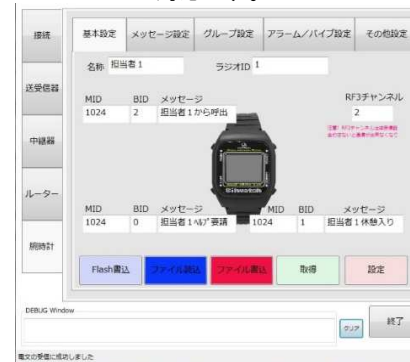 接続
送受信器
中継器
ルーター
腕時計
基本設定 メッセージ設定 グループ設定 アラーム/バイブ設定 その他設定
名称 担当者1 ラジオID 1
MID BID メッセージ RF3チャンネル
1024 2 担当者1から呼出 2
MID BID メッセージ MID BID メッセージ
1024 0 担当者1ﾍﾙﾌﾟ要請 1024 1 担当者1休憩入り
Flash書込 ファイル読込 ファイル書込 取得 設定
DEBUG Window
クリア 終了
電文の受信に成功しました